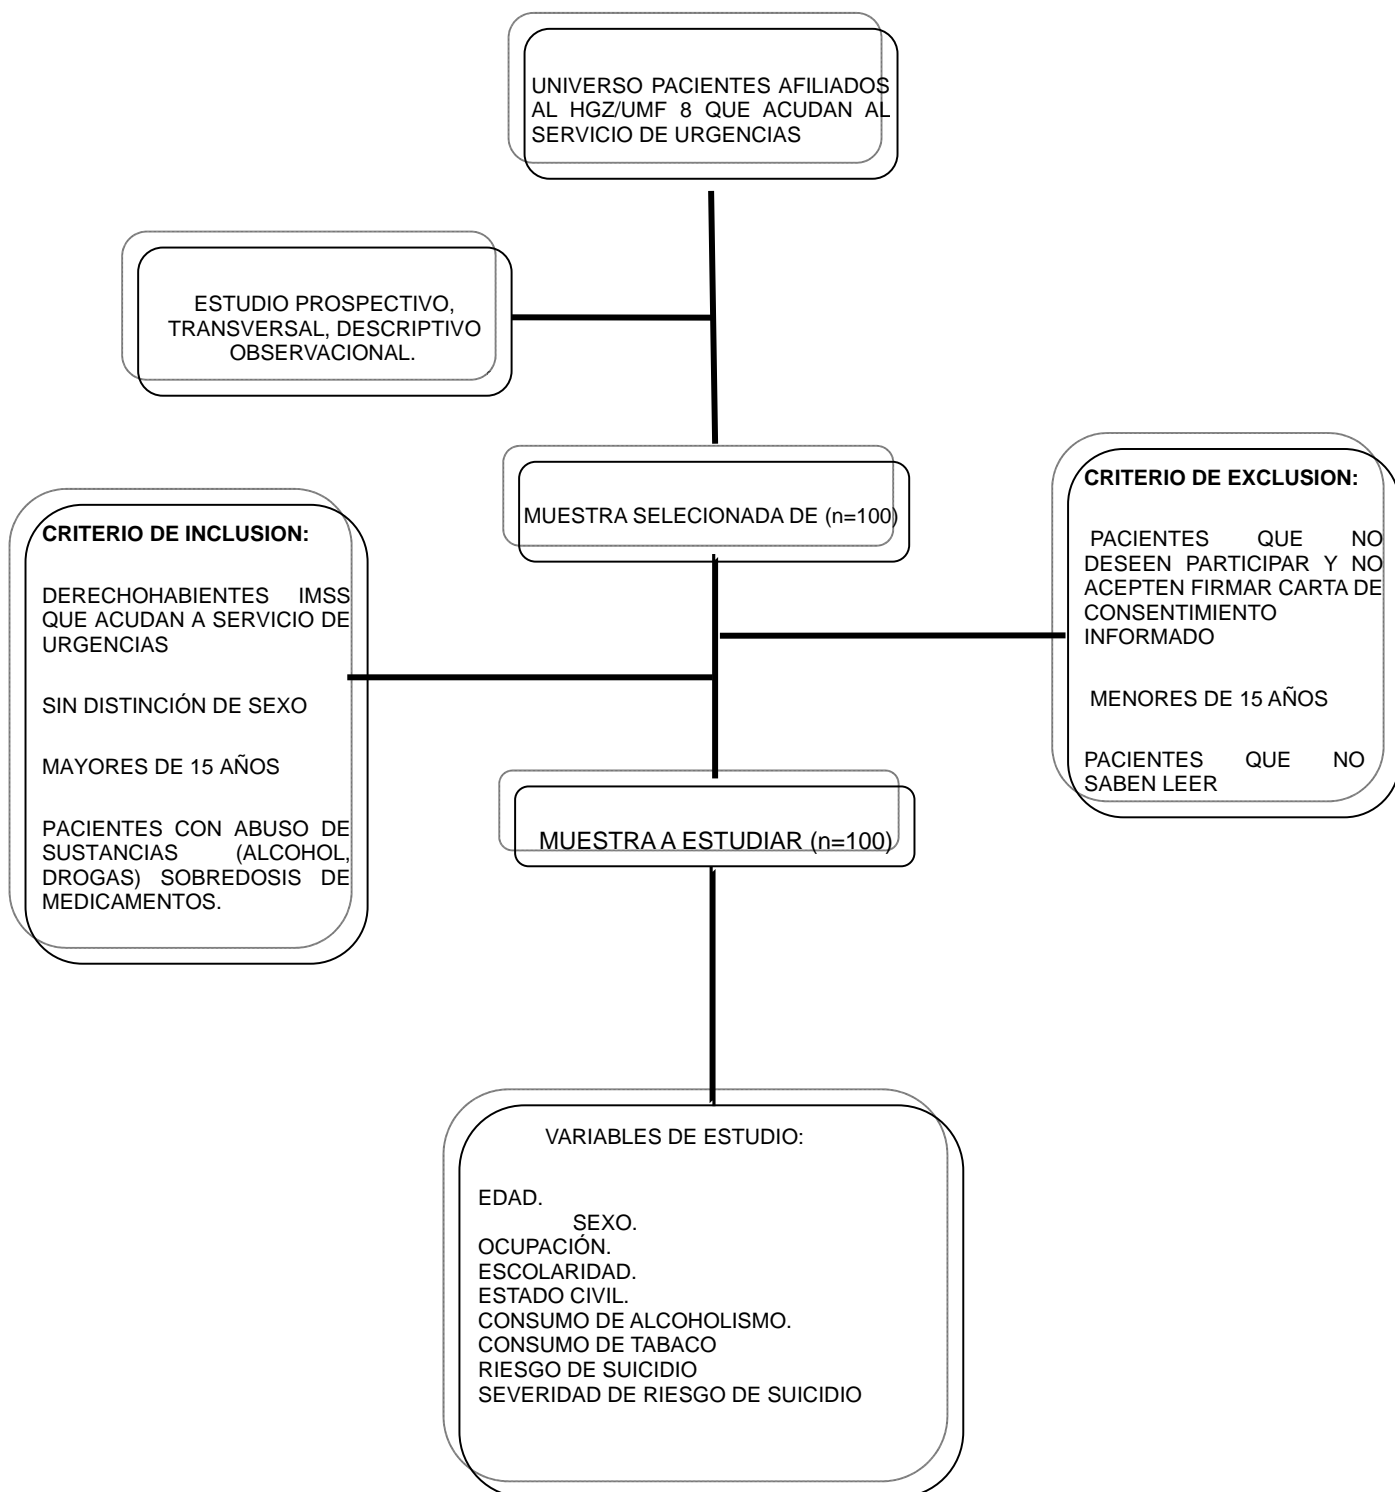 UNIVERSO PACIENTES AFILIADOS
AL HGZ/UMF 8 QUE ACUDAN AL
SERVICIO DE URGENCIAS
ESTUDIO PROSPECTIVO,
TRANSVERSAL, DESCRIPTIVO
OBSERVACIONAL.
MUESTRA SELECIONADA DE (n=100)
CRITERIO DE INCLUSION:
DERECHOHABIENTES IMSS
QUE ACUDAN A SERVICIO DE
URGENCIAS
SIN DISTINCIÓN DE SEXO
MAYORES DE 15 AÑOS
PACIENTES CON ABUSO DE
SUSTANCIAS (ALCOHOL,
DROGAS) SOBREDOSIS DE
MEDICAMENTOS.
CRITERIO DE EXCLUSION:
PACIENTES QUE NO
DESEEN PARTICIPAR Y NO
ACEPTEN FIRMAR CARTA DE
CONSENTIMIENTO
INFORMADO
MENORES DE 15 AÑOS
PACIENTES QUE NO
SABEN LEER
MUESTRA A ESTUDIAR (n=100)
VARIABLES DE ESTUDIO:
EDAD.
SEXO.
OCUPACIÓN.
ESCOLARIDAD.
ESTADO CIVIL.
CONSUMO DE ALCOHOLISMO.
CONSUMO DE TABACO
RIESGO DE SUICIDIO
SEVERIDAD DE RIESGO DE SUICIDIO